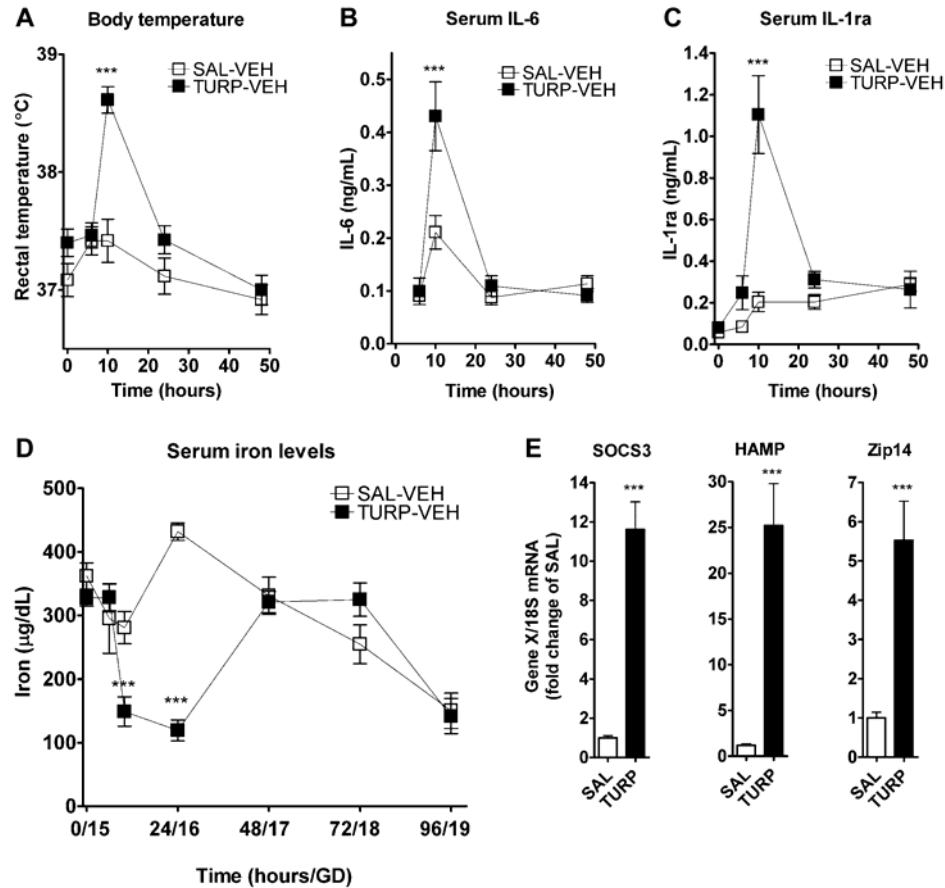 A
Body temperature
***
SAL-VEH
TURP-VEH
Rectal temperature (°C)
39
38
37
0 10 20 30 40 50
Time (hours)
B
Serum IL-6
***
SAL-VEH
TURP-VEH
IL-6 (ng/mL)
0.5
0.4
0.3
0.2
0.1
0.0
0 10 20 30 40 50
Time (hours)
C
Serum IL-1ra
***
SAL-VEH
TURP-VEH
IL-1ra (ng/mL)
1.4
1.2
1.0
0.8
0.6
0.4
0.2
0.0
0 10 20 30 40 50
Time (hours)
D
Serum iron levels
SAL-VEH
TURP-VEH
Iron (µg/dL)
500
400
300
200
100
0
***
***
0/15 24/16 48/17 72/18 96/19
Time (hours/GD)
E
SOCS3
***
Gene X/18S mRNA
(fold change of SAL)
14
12
10
8
6
4
2
0
SAL TURP
HAMP
***
30
25
20
15
10
5
0
SAL TURP
Zip14
***
7
6
5
4
3
2
1
0
SAL TURP